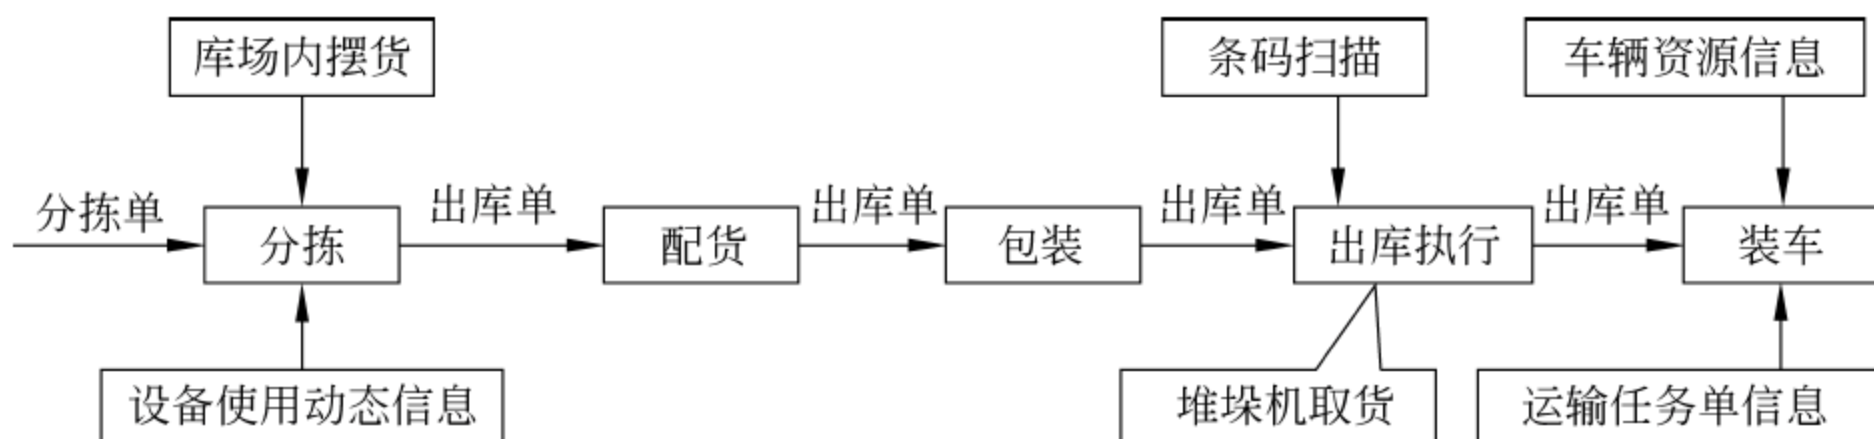 库场内摆货
条码扫描
车辆资源信息
分拣单
出库单
出库单
出库单
出库单
分拣
配货
包装
出库执行
装车
设备使用动态信息
堆垛机取货
运输任务单信息